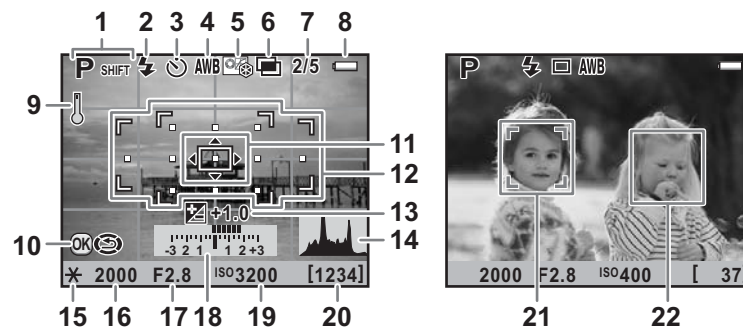 1 2 3 4 5 6 7 8
P SHIFT AWB 2/5
P AWB
9
11
12
+1.0 13
14
10 OK
-3 2 1 1 2 +3
2000 F2.8 ISO3200 [1234]
2000 F2.8 ISO400 [ 37
15 16 17 18 19 20
21 22